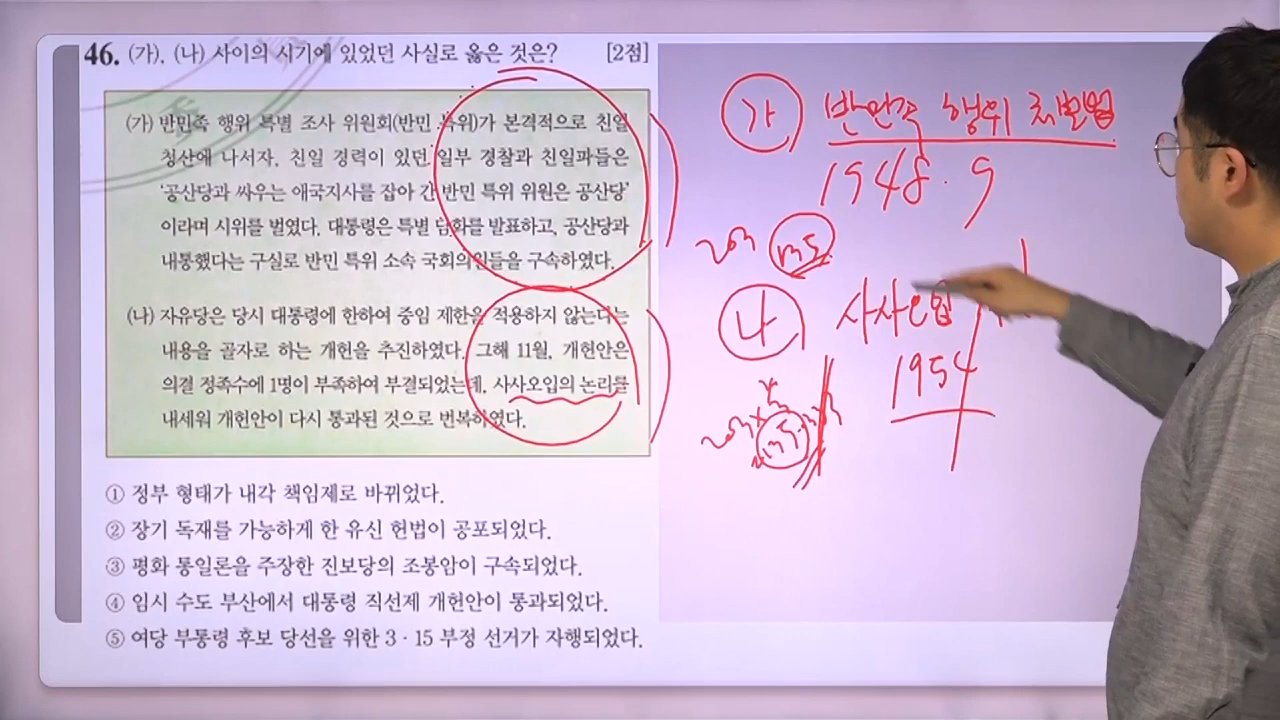 46. (가), (나) 사이의 시기에 있었던 사실로 옳은 것은? [2점]
(가) 반민족 행위 특별 조사 위원회(반민 특위)가 본격적으로 친일
청산에 나서자, 친일 경력이 있던 일부 경찰과 친일파들은
‘공산당과 싸우는 애국지사를 잡아 간 반민 특위 위원은 공산당’
이라며 시위를 벌였다. 대통령은 특별 담화를 발표하고, 공산당과
내통했다는 구실로 반민 특위 소속 국회의원들을 구속하였다.
(나) 자유당은 당시 대통령에 한하여 중임 제한을 적용하지 않는다는
내용을 골자로 하는 개헌을 추진하였다. 그해 11월, 개헌안은
의결 정족수에 1명이 부족하여 부결되었는데, 사사오입의 논리를
내세워 개헌안이 다시 통과된 것으로 번복하였다.
① 정부 형태가 내각 책임제로 바뀌었다.
② 장기 독재를 가능하게 한 유신 헌법이 공포되었다.
③ 평화 통일론을 주장한 진보당의 조봉암이 구속되었다.
④ 임시 수도 부산에서 대통령 직선제 개헌안이 통과되었다.
⑤ 여당 부통령 후보 당선을 위한 3·15 부정 선거가 자행되었다.
가 반민족 행위 처벌법
1948. 9
나 사사오입
1954